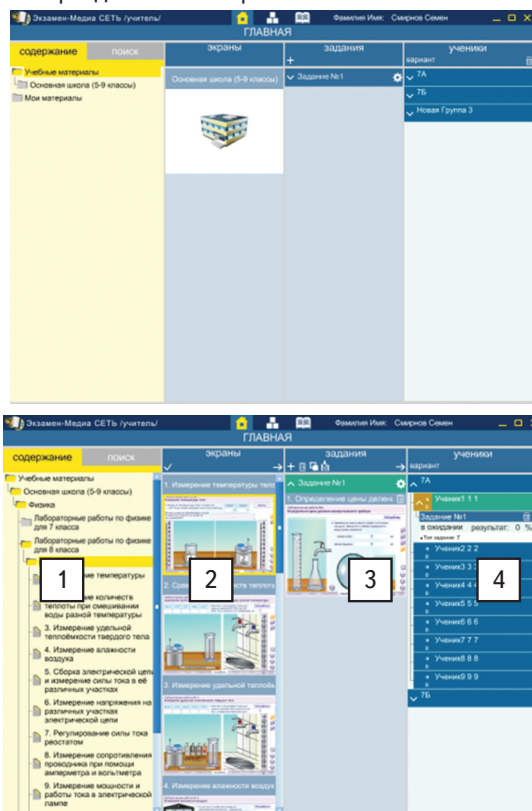 Экзамен-Медиа СЕТЬ /учитель/
Фамилия Имя: Смирнов Семен
ГЛАВНАЯ
содержание
поиск
экраны
задания
ученики
+
вариант
Учебные материалы
Основная школа (5-9 классы)
Мои материалы
Основная школа (5-9 классы)
Задание №1
7А
7Б
Новая Группа 3
Экзамен-Медиа СЕТЬ /учитель/
Фамилия Имя: Смирнов Семен
ГЛАВНАЯ
содержание
поиск
экраны
задания
ученики
вариант
Учебные материалы
Основная школа (5-9 классы)
Физика
Лабораторные работы по физике
для 7 класса
Лабораторные работы по физике
для 8 класса
температуры
количеств
теплоты при смешивании
воды разной температуры
3. Измерение удельной
теплоёмкости твердого тела
4. Измерение влажности
воздуха
5. Сборка электрической цепи
и измерение силы тока в её
различных участках
6. Измерение напряжения на
различных участках
электрической цепи
7. Регулирование силы тока
реостатом
8. Измерение сопротивления
проводника при помощи
амперметра и вольтметра
9. Измерение мощности и
работы тока в электрической
лампе
1
1. Измерение температуры тела
2
3. Измерение удельной теплоём
4. Измерение влажности воздух
Задание №1
1. Определение цены делен
3
7А
Ученик1 1 1
Задание №1
в ожидании результат: 0 %
Тип задания: Т
Ученик2 2 2
Ученик3 3
Ученик4 4
Ученик5 5 5
Ученик6 6 6
Ученик7 7 7
Ученик8 8 8
Ученик9 9 9
7Б
4